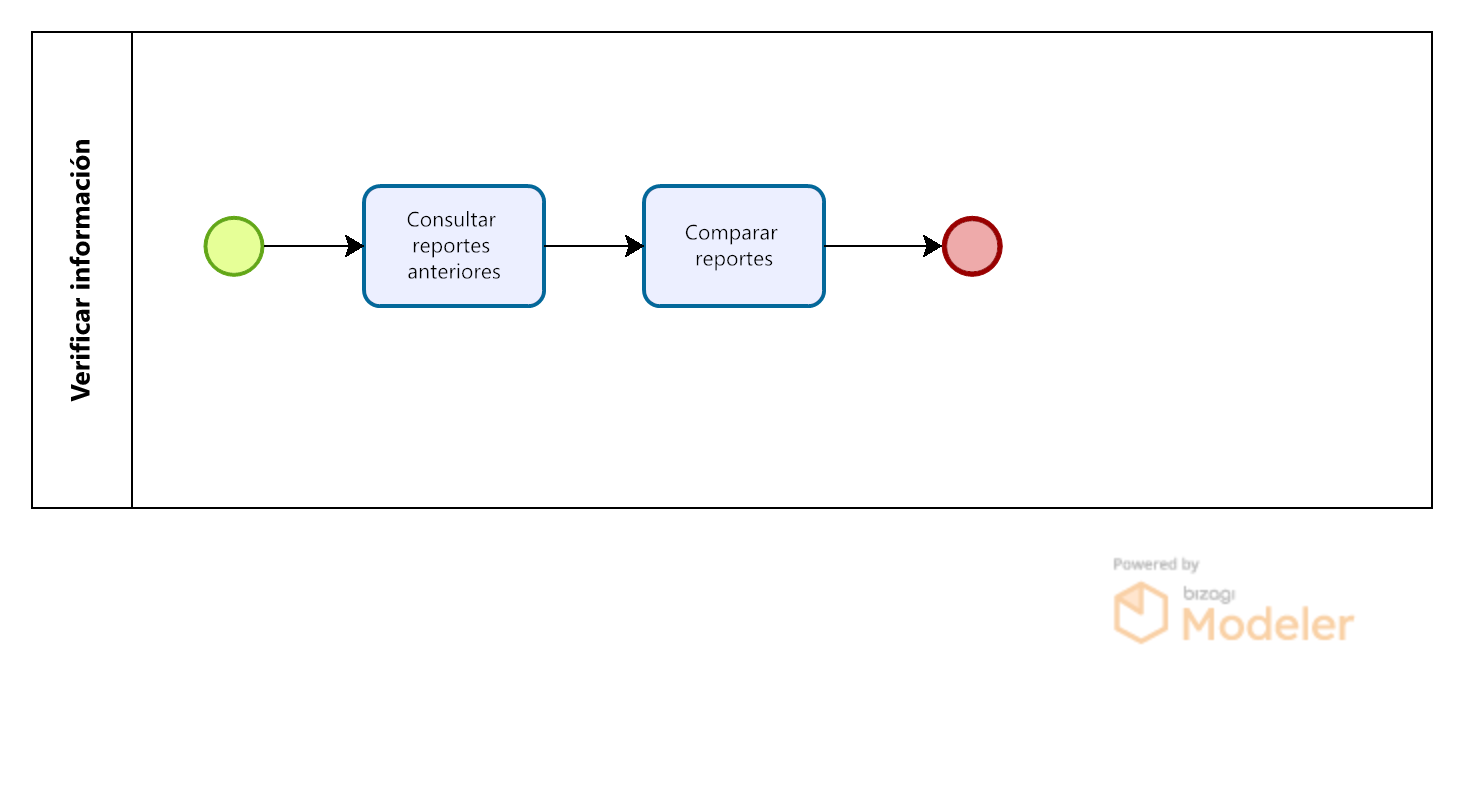 Verificar información
Consultar
reportes
anteriores
Comparar
reportes
Powered by
bizagi
Modeler